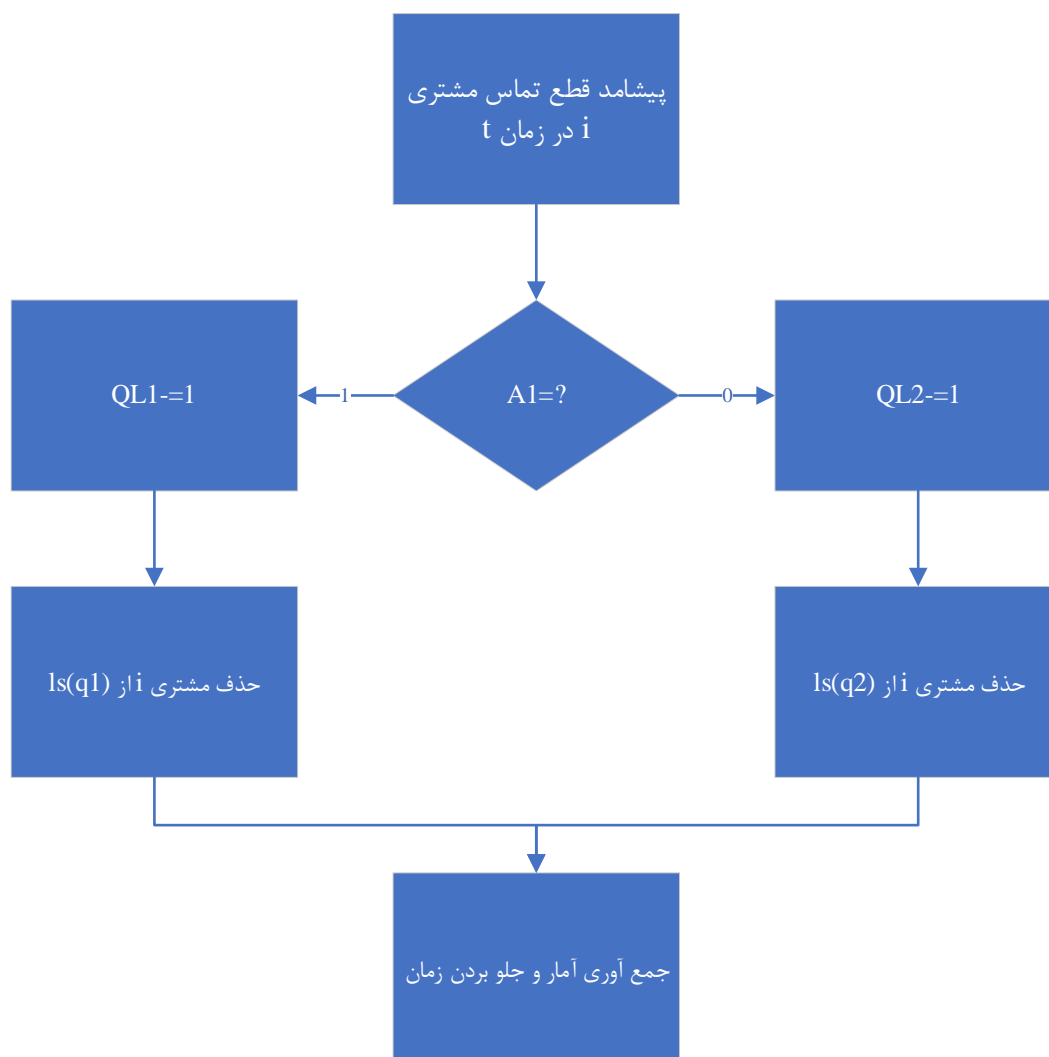 پیشامد قطع تماس مشتری
i در زمان t
QL1-=1
1
A1=?
0
QL2-=1
حذف مشتری i از ls(q1)
حذف مشتری i از ls(q2)
جمع آوری آمار و جلو بردن زمان